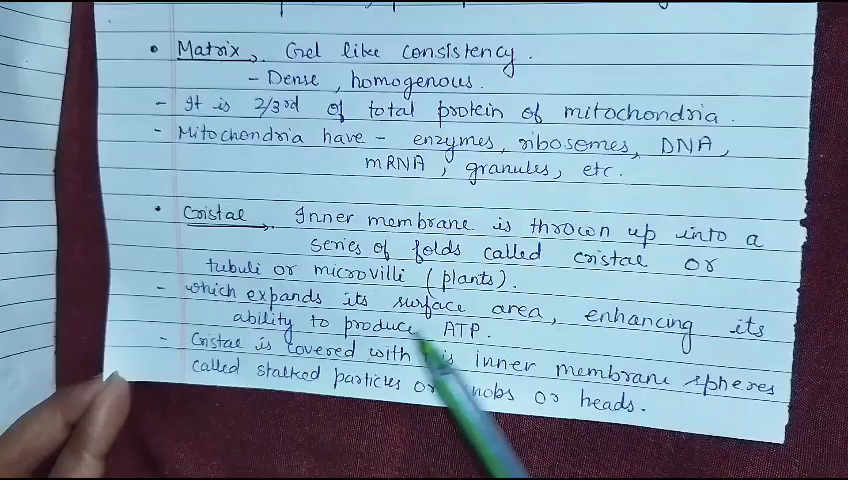 • Matrix → Gel like consistency.
- Dense, homogenous.
- It is 2/3rd of total protein of mitochondria.
- Mitochondria have - enzymes, ribosomes, DNA,
mRNA, granules, etc.
• Cristae → Inner membrane is thrown up into a
series of folds called cristae or
tubuli or microvilli (plants).
- which expands its surface area, enhancing its
ability to produce ATP.
- Cristae is covered with inner membrane spheres
called stalked particles or knobs or heads.